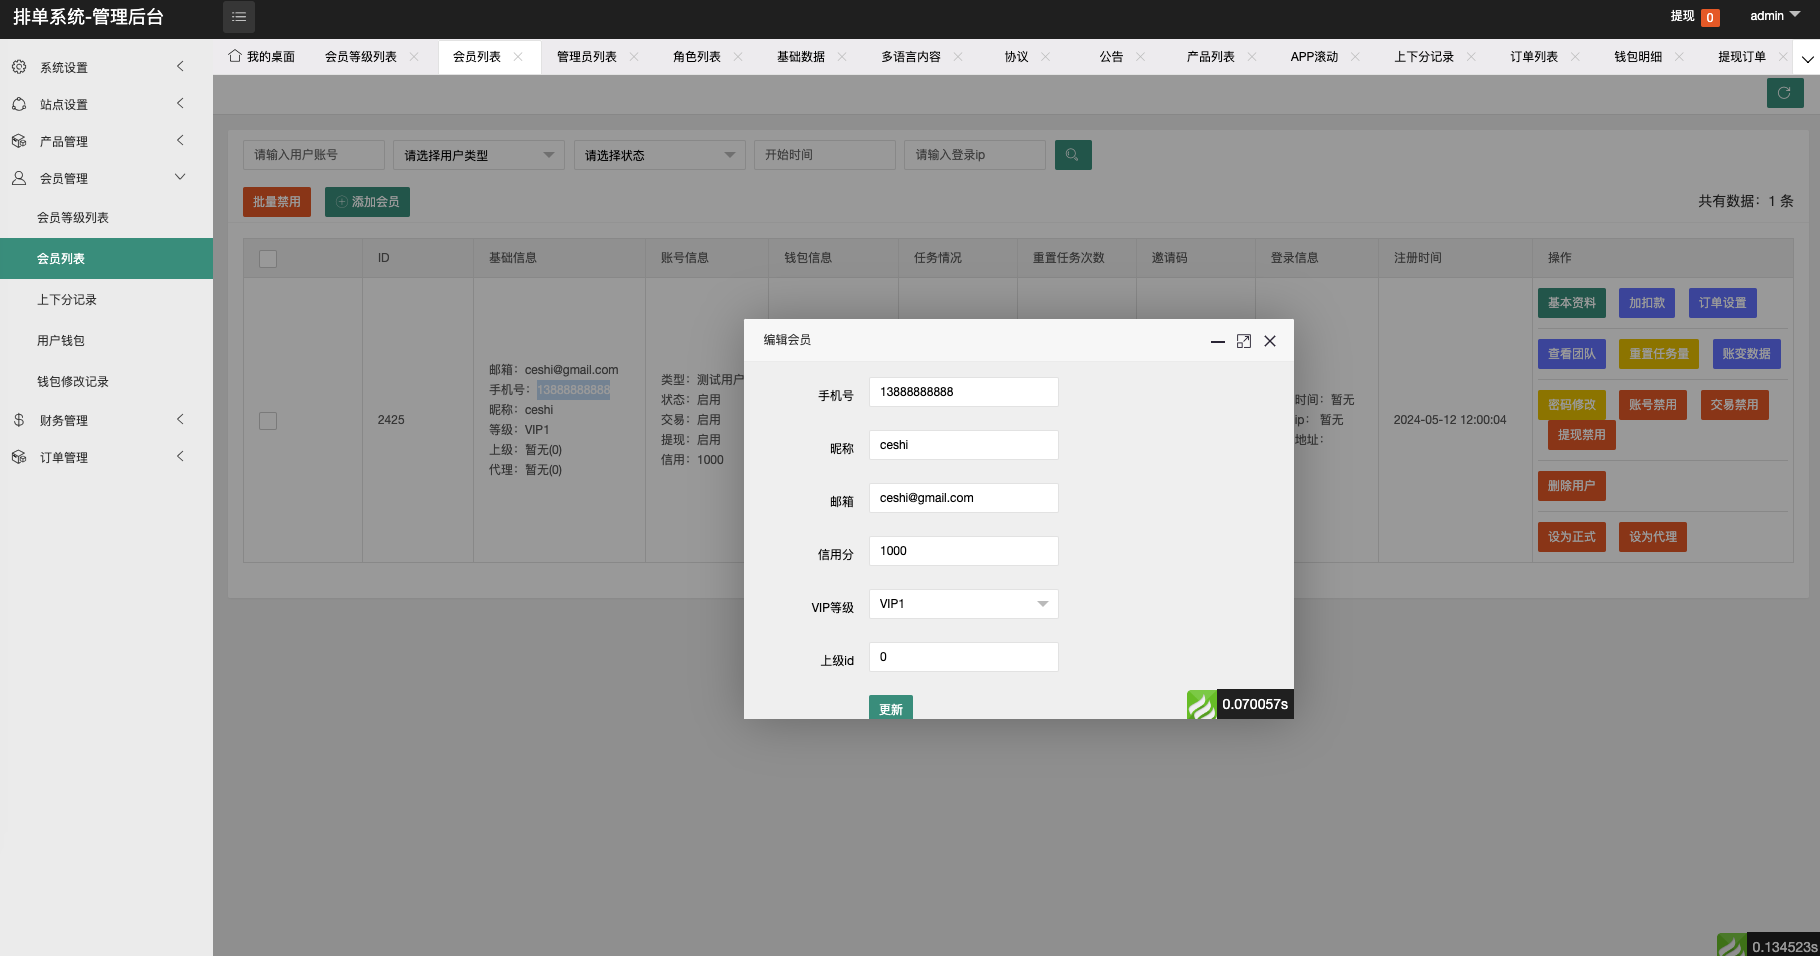 排单系统-管理后台
提现 0
admin
系统设置
站点设置
产品管理
会员管理
会员等级列表
会员列表
上下分记录
用户钱包
钱包修改记录
财务管理
订单管理
我的桌面
会员等级列表
会员列表
管理员列表
角色列表
基础数据
多语言内容
协议
公告
产品列表
APP滚动
上下分记录
订单列表
钱包明细
提现订单
请输入用户账号
请选择用户类型
请选择状态
开始时间
请输入登录ip
批量禁用
添加会员
共有数据：1 条
ID
基础信息
账号信息
钱包信息
任务情况
重置任务次数
邀请码
登录信息
注册时间
操作
2425
邮箱：ceshi@gmail.com
手机号：13888888888
昵称：ceshi
等级：VIP1
上级：暂无(0)
代理：暂无(0)
类型：测试用户
状态：启用
交易：启用
提现：启用
信用：1000
时间：暂无
ip：暂无
地址：
2024-05-12 12:00:04
基本资料
加扣款
订单设置
查看团队
重置任务量
账变数据
密码修改
账号禁用
交易禁用
提现禁用
删除用户
设为正式
设为代理
编辑会员
手机号
13888888888
昵称
ceshi
邮箱
ceshi@gmail.com
信用分
1000
VIP等级
VIP1
上级id
0
更新
0.070057s
0.134523s